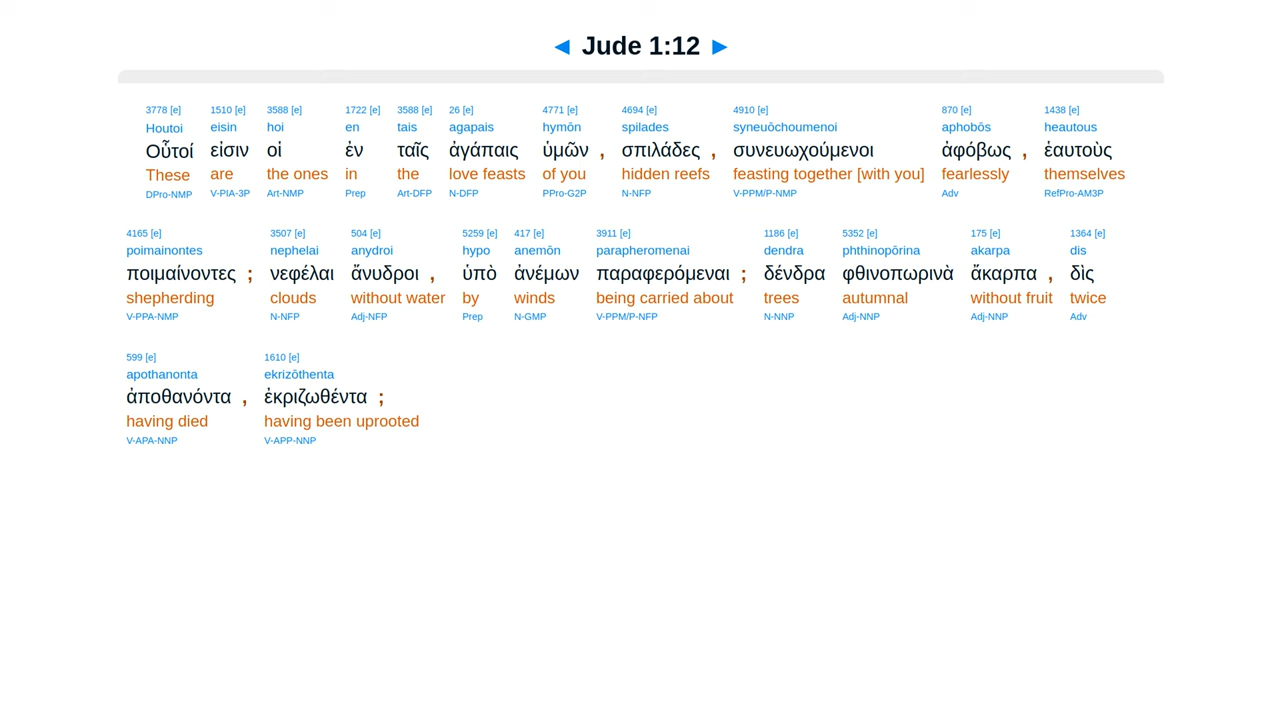 ◄ Jude 1:12 ►
3778 [e] 1510 [e] 3588 [e] 1722 [e] 3588 [e] 26 [e] 4771 [e] 4694 [e] 4910 [e] 870 [e] 1438 [e]
Houtoi eisin hoi en tais agapais hymōn spilades syneuōchoumenoi aphobōs heautous
Οὗτοί εἰσιν οἱ ἐν ταῖς ἀγάπαις ὑμῶν , σπιλάδες , συνευωχούμενοι ἀφόβως , ἑαυτοὺς
These are the ones in the love feasts of you hidden reefs feasting together [with you] fearlessly themselves
DPro-NMP V-PIA-3P Art-NMP Prep Art-DFP N-DFP PPro-G2P N-NFP V-PPM/P-NMP Adv RefPro-AM3P
4165 [e] 3507 [e] 504 [e] 5259 [e] 417 [e] 3911 [e] 1186 [e] 5352 [e] 175 [e] 1364 [e]
poimainontes nephelai anydroi hypo anemōn parapheromenai dendra phthinopōrina akarpa dis
ποιμαίνοντες ; νεφέλαι ἄνυδροι , ὑπὸ ἀνέμων παραφερόμεναι ; δένδρα φθινοπωρινὰ ἄκαρπα , δὶς
shepherding clouds without water by winds being carried about trees autumnal without fruit twice
V-PPA-NMP N-NFP Adj-NFP Prep N-GMP V-PPM/P-NFP N-NNP Adj-NNP Adj-NNP Adv
599 [e] 1610 [e]
apothanonta ekrizōthenta
ἀποθανόντα , ἐκριζωθέντα ;
having died having been uprooted
V-APA-NNP V-APP-NNP